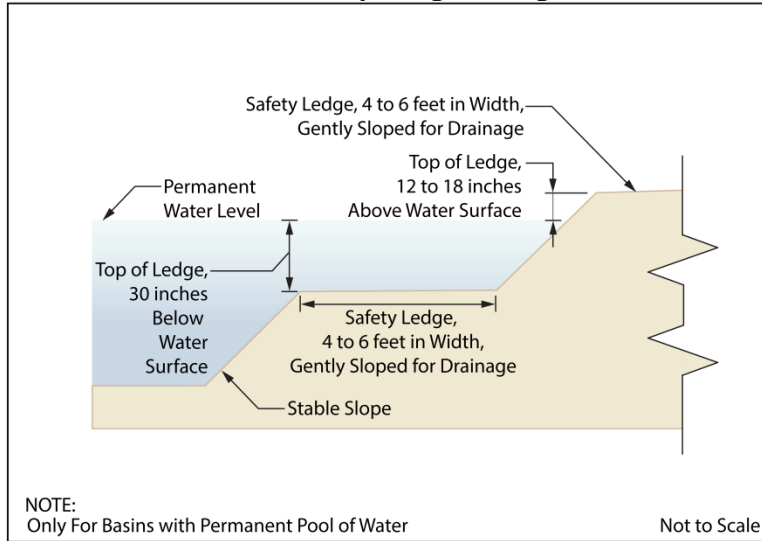 Safety Ledge, 4 to 6 feet in Width,
Gently Sloped for Drainage
Top of Ledge,
12 to 18 inches
Above Water Surface
Permanent
Water Level
Top of Ledge,
30 inches
Below
Water
Surface
Safety Ledge,
4 to 6 feet in Width,
Gently Sloped for Drainage
Stable Slope
NOTE:
Only For Basins with Permanent Pool of Water
Not to Scale